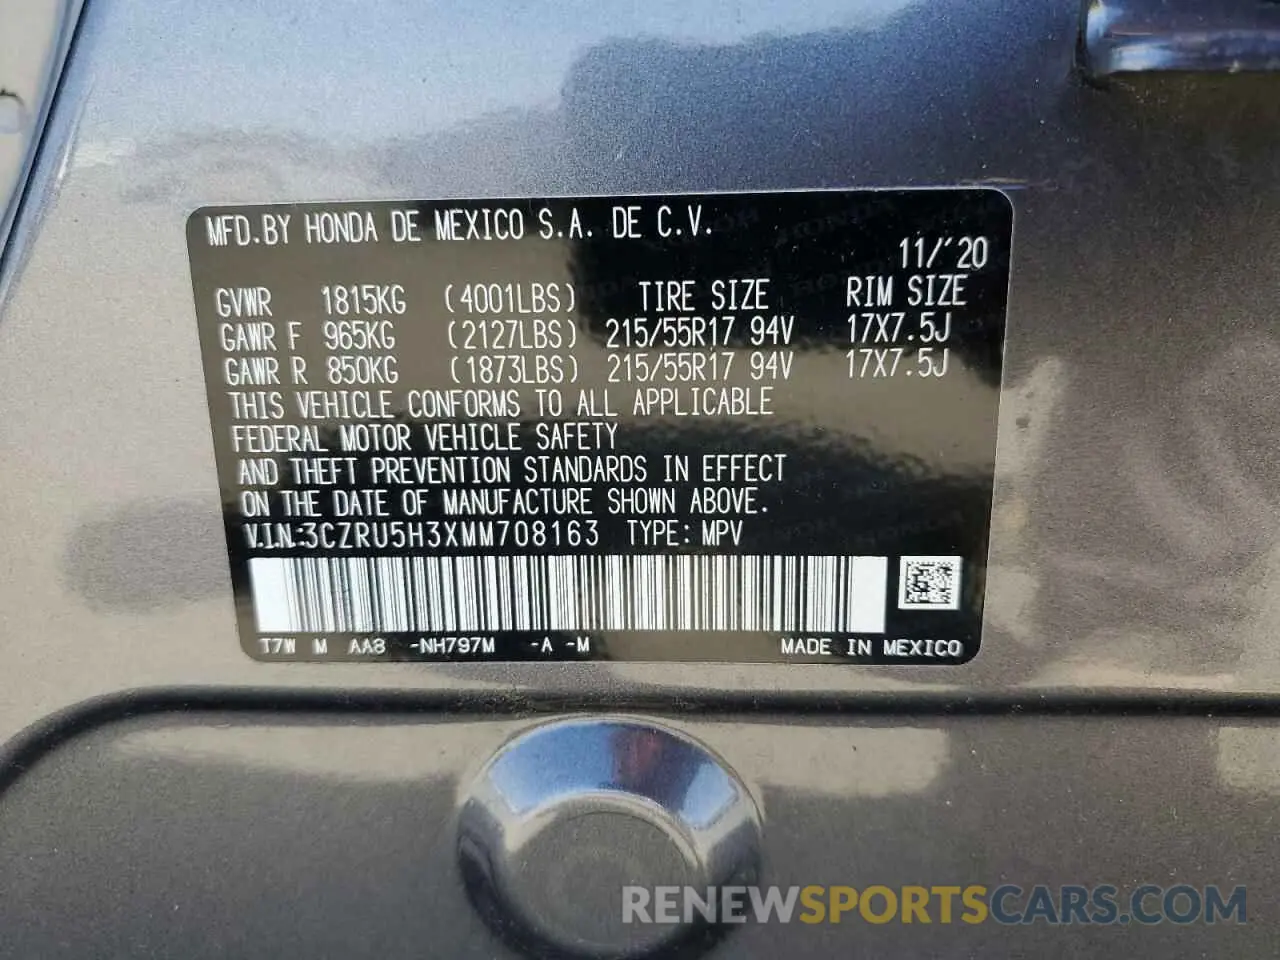 MFD.BY HONDA DE MEXICO S.A. DE C.V.
11/'20
GVWR 1815KG (4001LBS) TIRE SIZE RIM SIZE
GAWR F 965KG (2127LBS) 215/55R17 94V 17X7.5J
GAWR R 850KG (1873LBS) 215/55R17 94V 17X7.5J
THIS VEHICLE CONFORMS TO ALL APPLICABLE
FEDERAL MOTOR VEHICLE SAFETY
AND THEFT PREVENTION STANDARDS IN EFFECT
ON THE DATE OF MANUFACTURE SHOWN ABOVE.
V.I.N.:3CZRU5H3XMM708163 TYPE: MPV
T7W M AA8 -NH797M -A -M MADE IN MEXICO
RENEWSPORTSCARS.COM